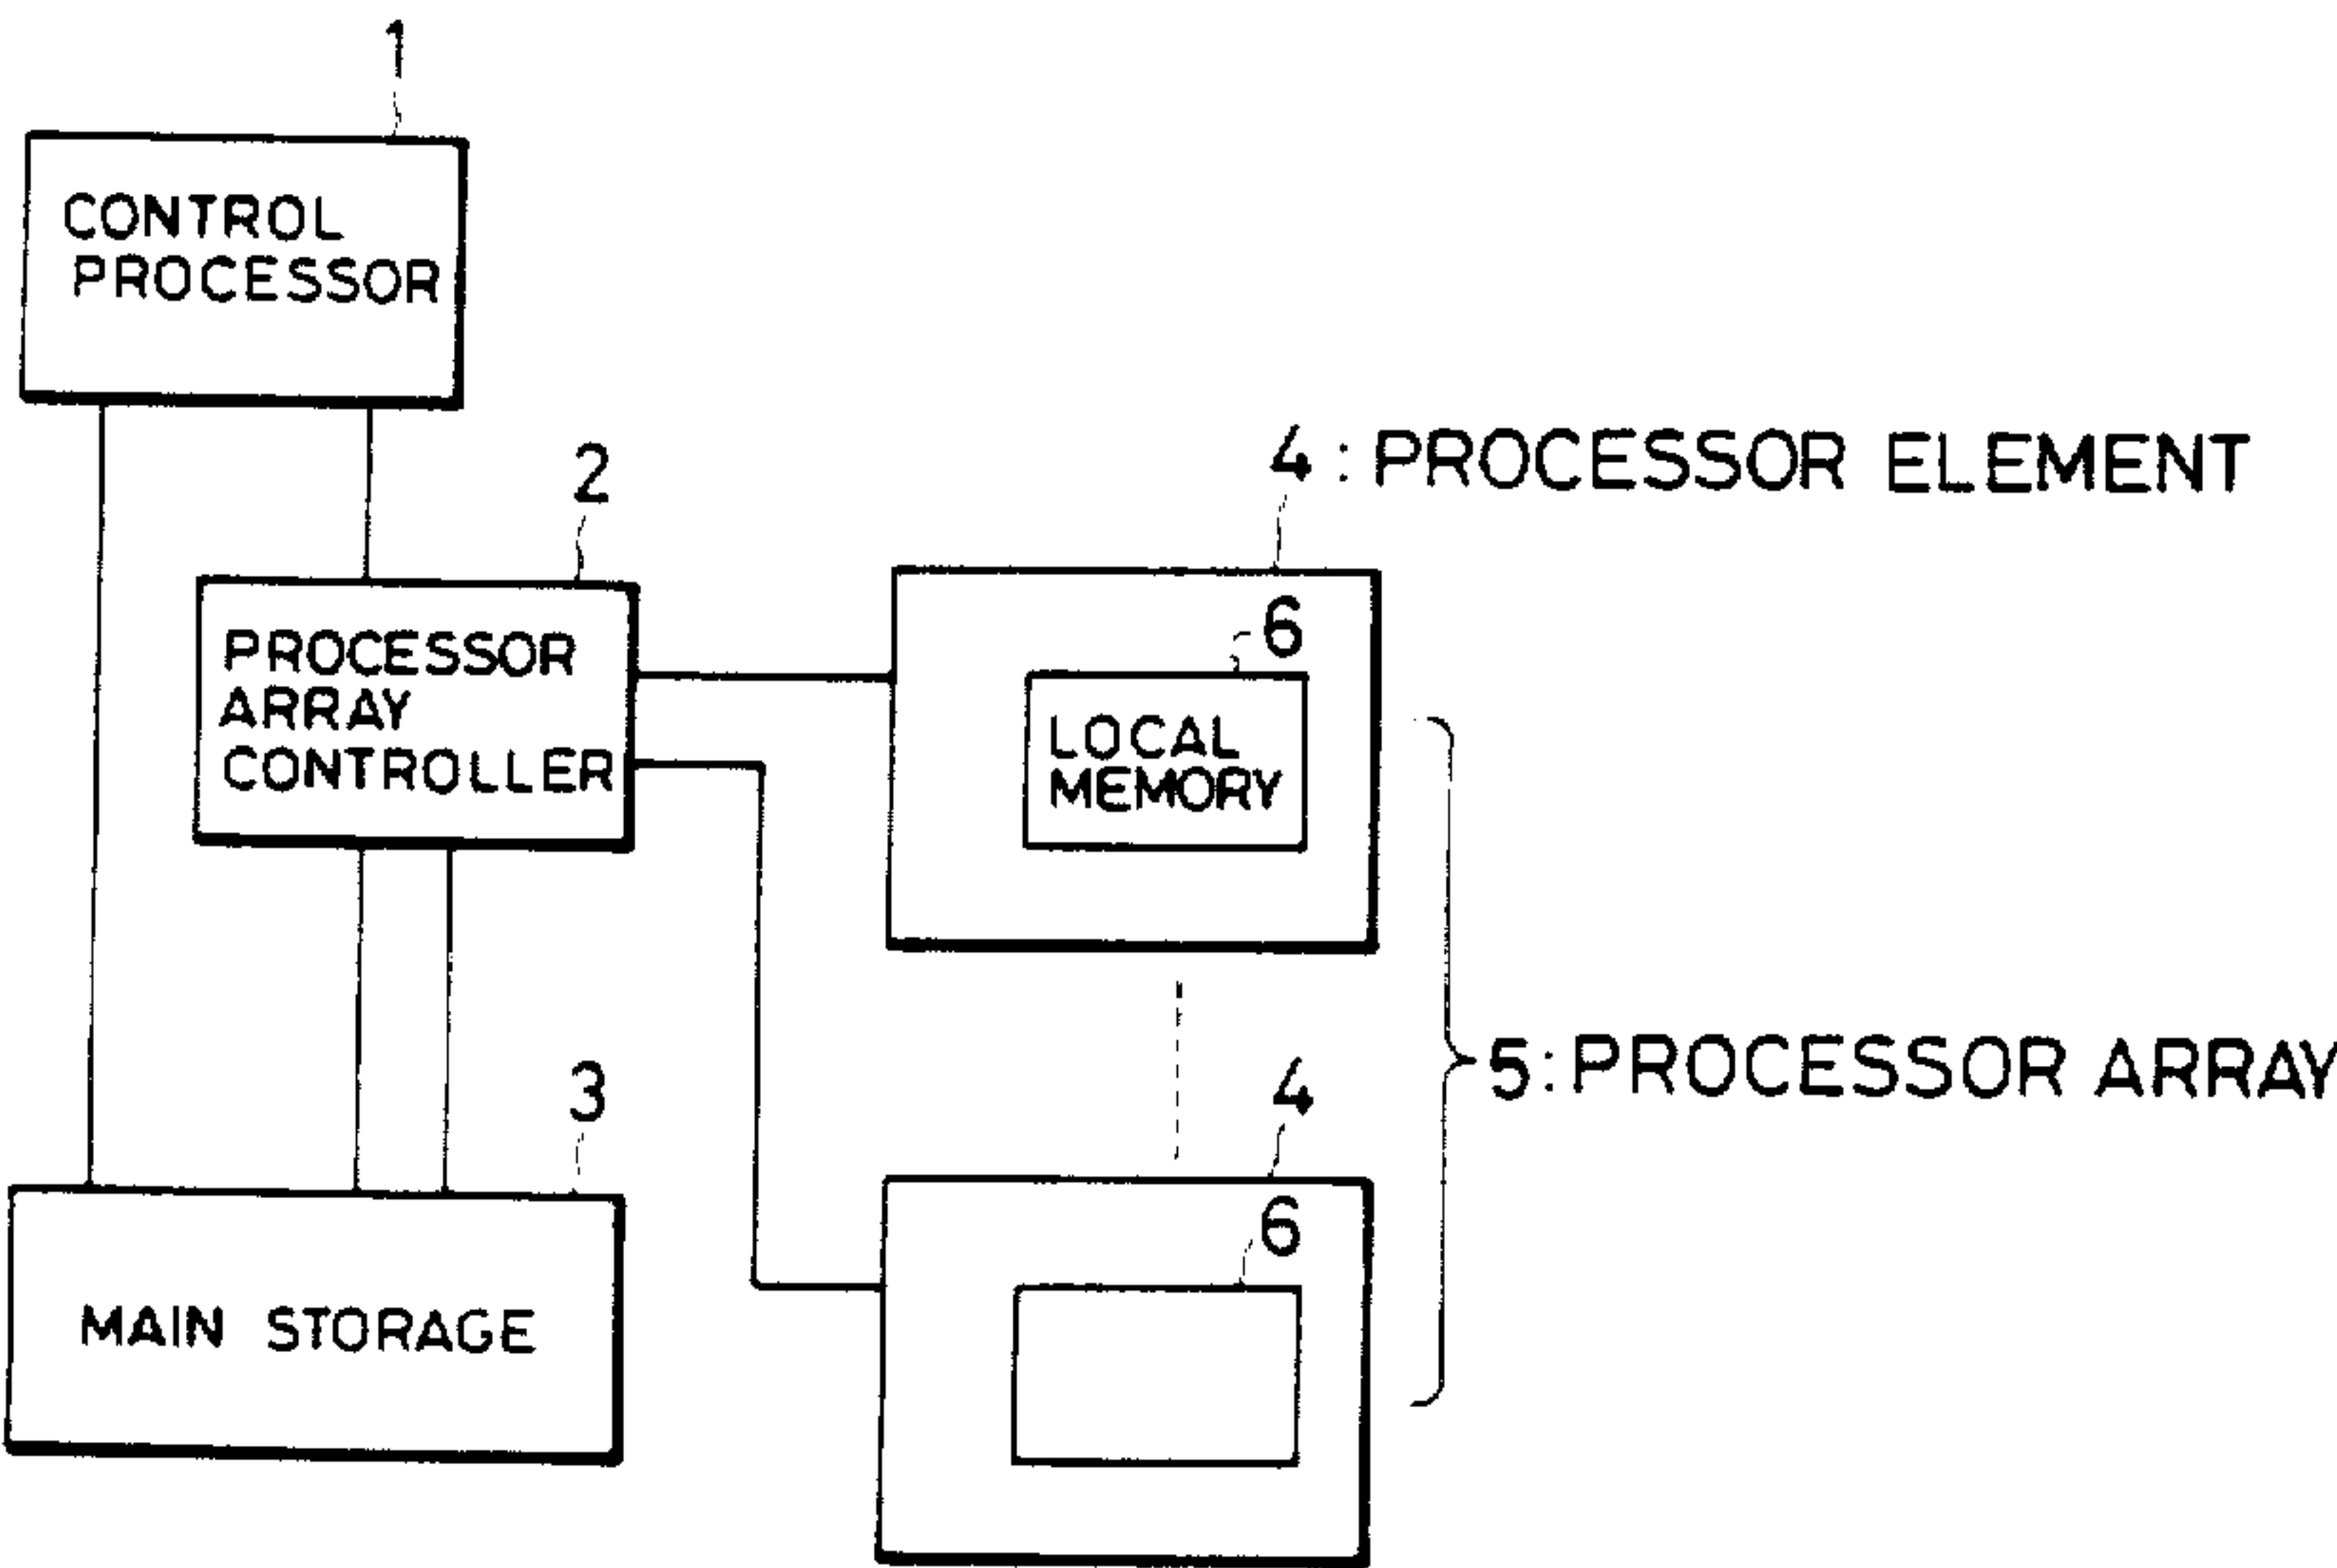 1
CONTROL
PROCESSOR
2
PROCESSOR
ARRAY
CONTROLLER
3
MAIN STORAGE
4 : PROCESSOR ELEMENT
6
LOCAL
MEMORY
5: PROCESSOR ARRAY
4
6